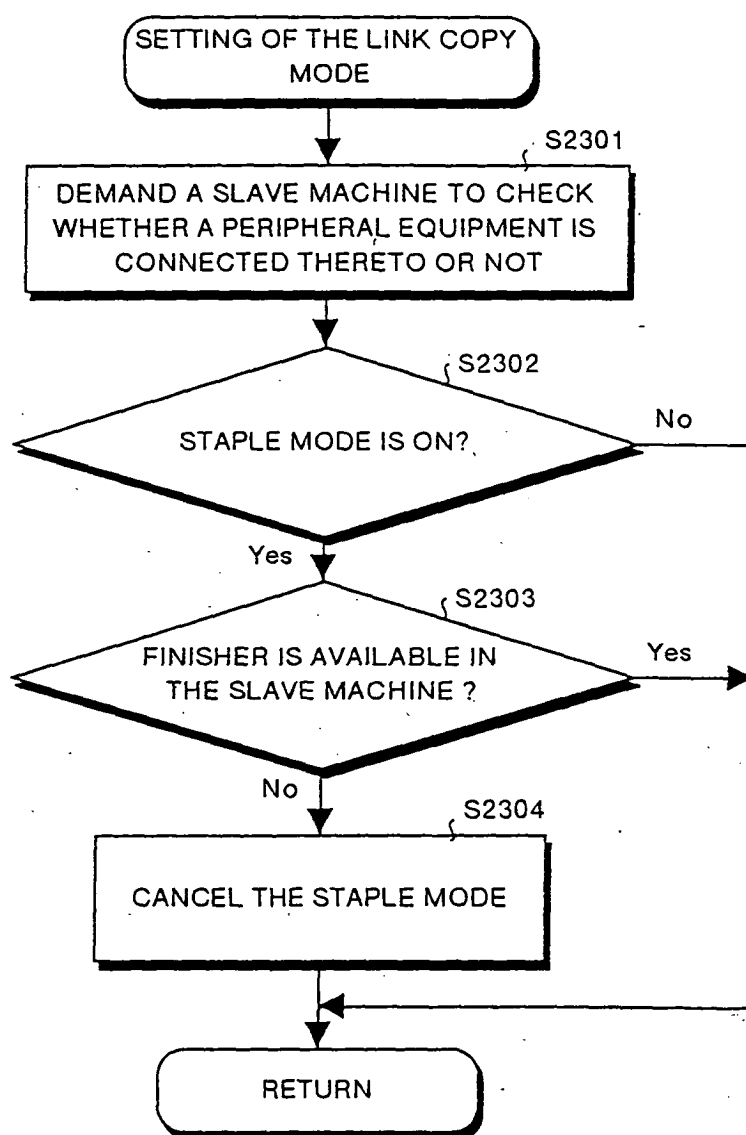 SETTING OF THE LINK COPY
MODE
S2301
DEMAND A SLAVE MACHINE TO CHECK
WHETHER A PERIPHERAL EQUIPMENT IS
CONNECTED THERETO OR NOT
S2302
STAPLE MODE IS ON?
No
Yes
S2303
FINISHER IS AVAILABLE IN
THE SLAVE MACHINE ?
Yes
No
S2304
CANCEL THE STAPLE MODE
RETURN